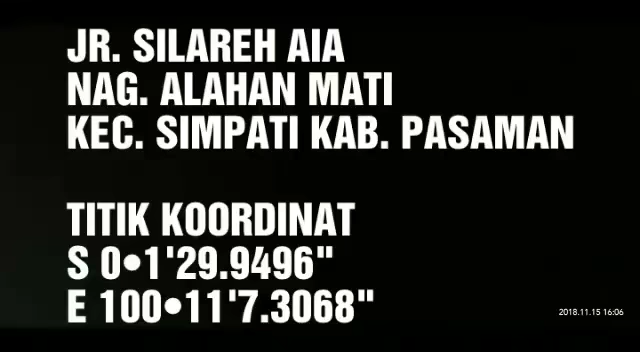 JR. SILAREH AIA
NAG. ALAHAN MATI
KEC. SIMPATI KAB. PASAMAN
TITIK KOORDINAT
S 0•1'29.9496"
E 100•11'7.3068"
2018.11.15 16:06